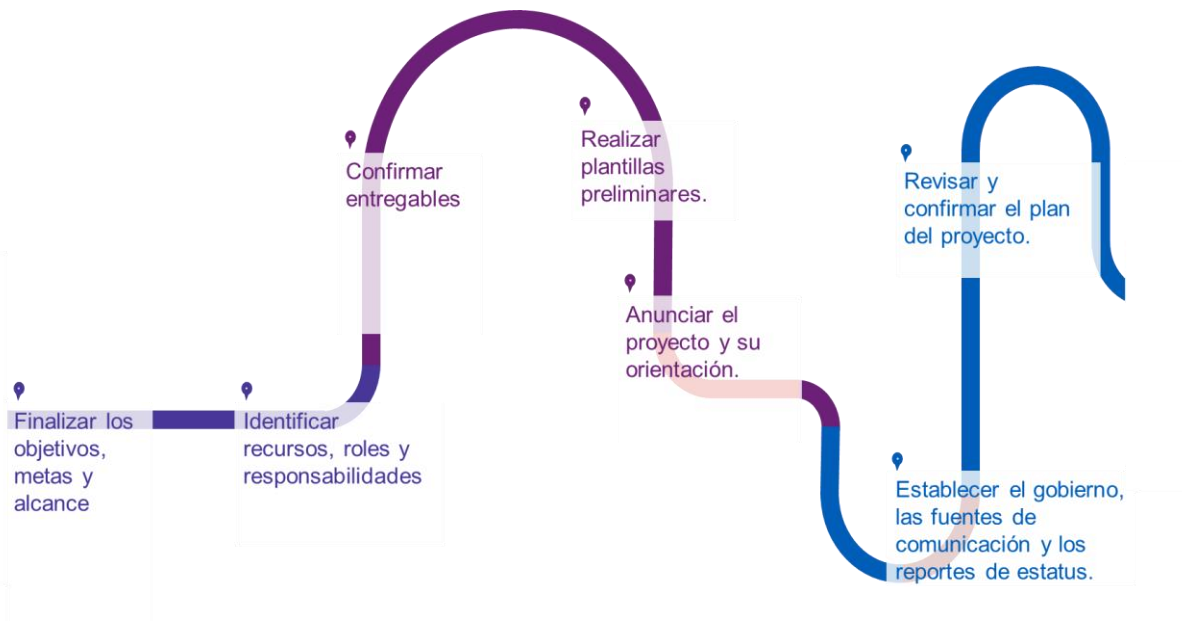 Finalizar los
objetivos,
metas y
alcance
Identificar
recursos, roles y
responsabilidades
Confirmar
entregables
Realizar
plantillas
preliminares.
Anunciar el
proyecto y su
orientación.
Establecer el gobierno,
las fuentes de
comunicación y los
reportes de estatus.
Revisar y
confirmar el plan
del proyecto.